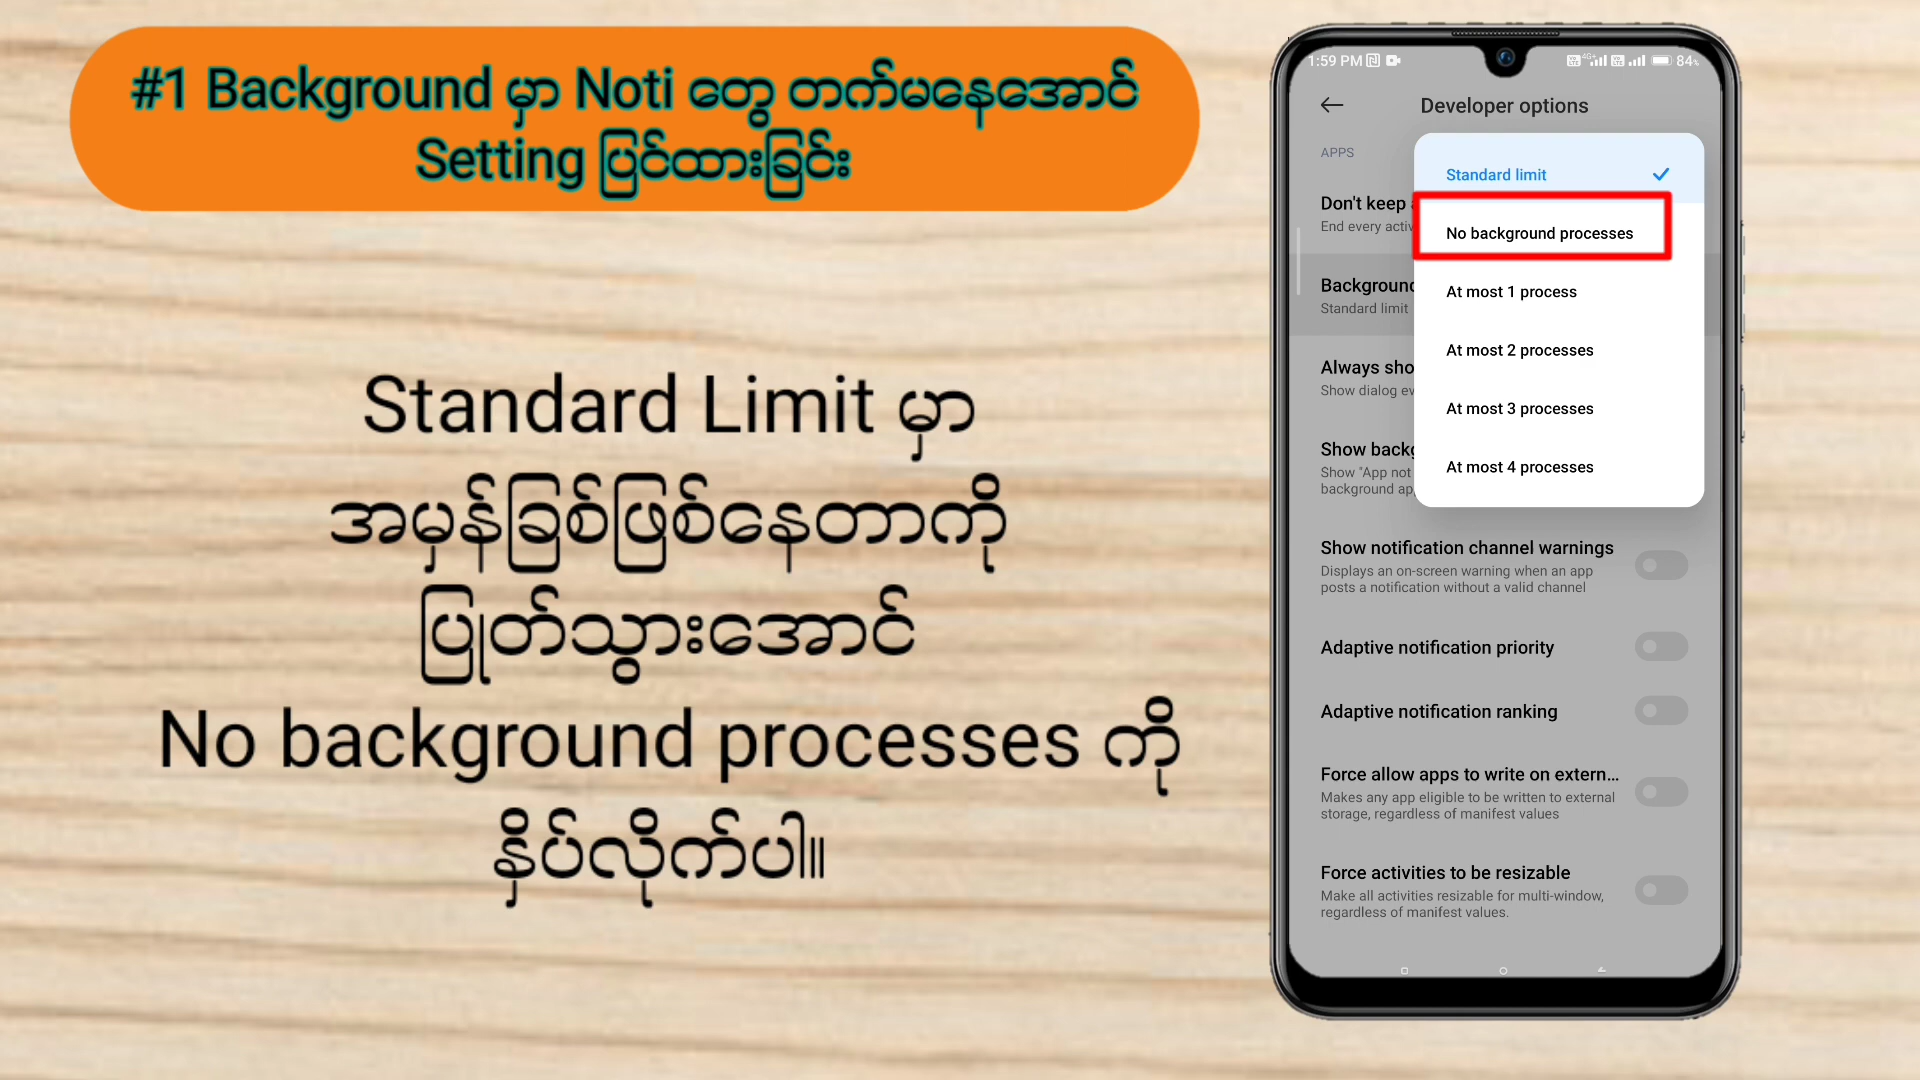 #1 Background မှာ Noti တွေ တက်မနေအောင်
Setting ပြင်ထားခြင်း
Standard Limit မှာ
အမှန်ခြစ်ဖြစ်နေတာကို
ပြုတ်သွားအောင်
No background processes ကို
နှိပ်လိုက်ပါ။
1:59 PM
4G+
84%
Developer options
APPS
Standard limit
Don't keep
End every activ
No background processes
Background
Standard limit
At most 1 process
At most 2 processes
Always sho
Show dialog ev
At most 3 processes
Show backg
Show "App not
background ap
At most 4 processes
Show notification channel warnings
Displays an on-screen warning when an app
posts a notification without a valid channel
Adaptive notification priority
Adaptive notification ranking
Force allow apps to write on extern...
Makes any app eligible to be written to external
storage, regardless of manifest values
Force activities to be resizable
Make all activities resizable for multi-window,
regardless of manifest values.